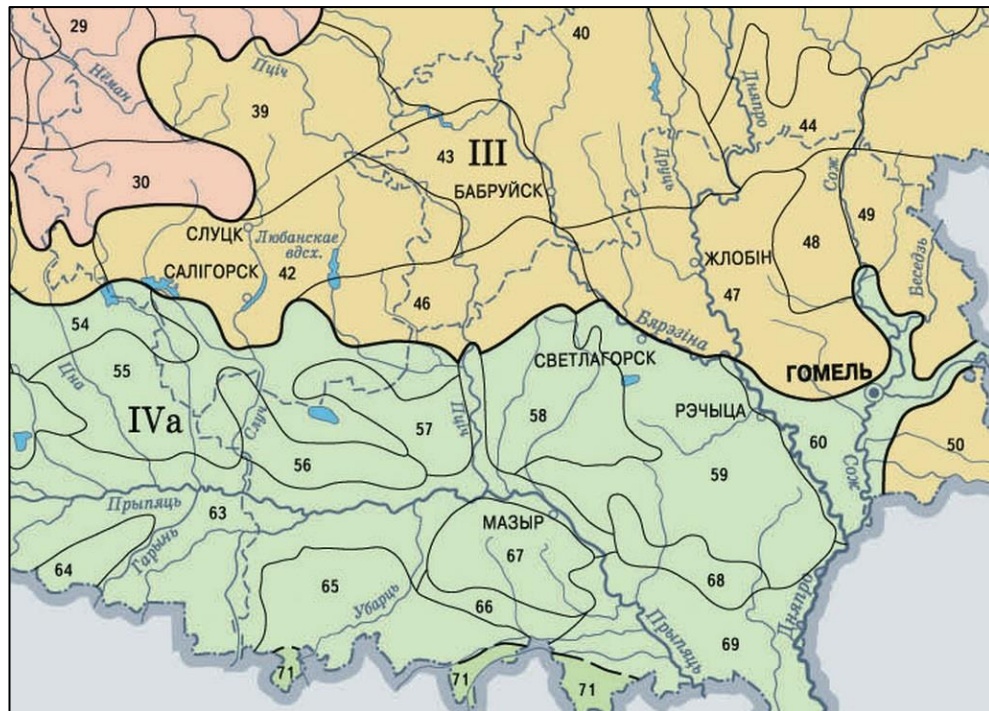 29
40
Нёман
Пціч
39
Дняпро
44
43
III
Друць
Сож
30
БАБРУЙСК
49
СЛУЦК
Любанскае
вдсх.
48
Беседзь
САЛІГОРСК
42
ЖЛОБІН
46
47
54
Бярэзіна
СВЕТЛАГОРСК
55
Цна
ГОМЕЛЬ
IVa
Случ
57
Пціч
58
РЭЧЫЦА
60
50
56
59
Сож
Прыпяць
63
МАЗЫР
Гарынь
67
64
65
68
Убарць
66
Дняпро
Прыпяць
69
71
71
71